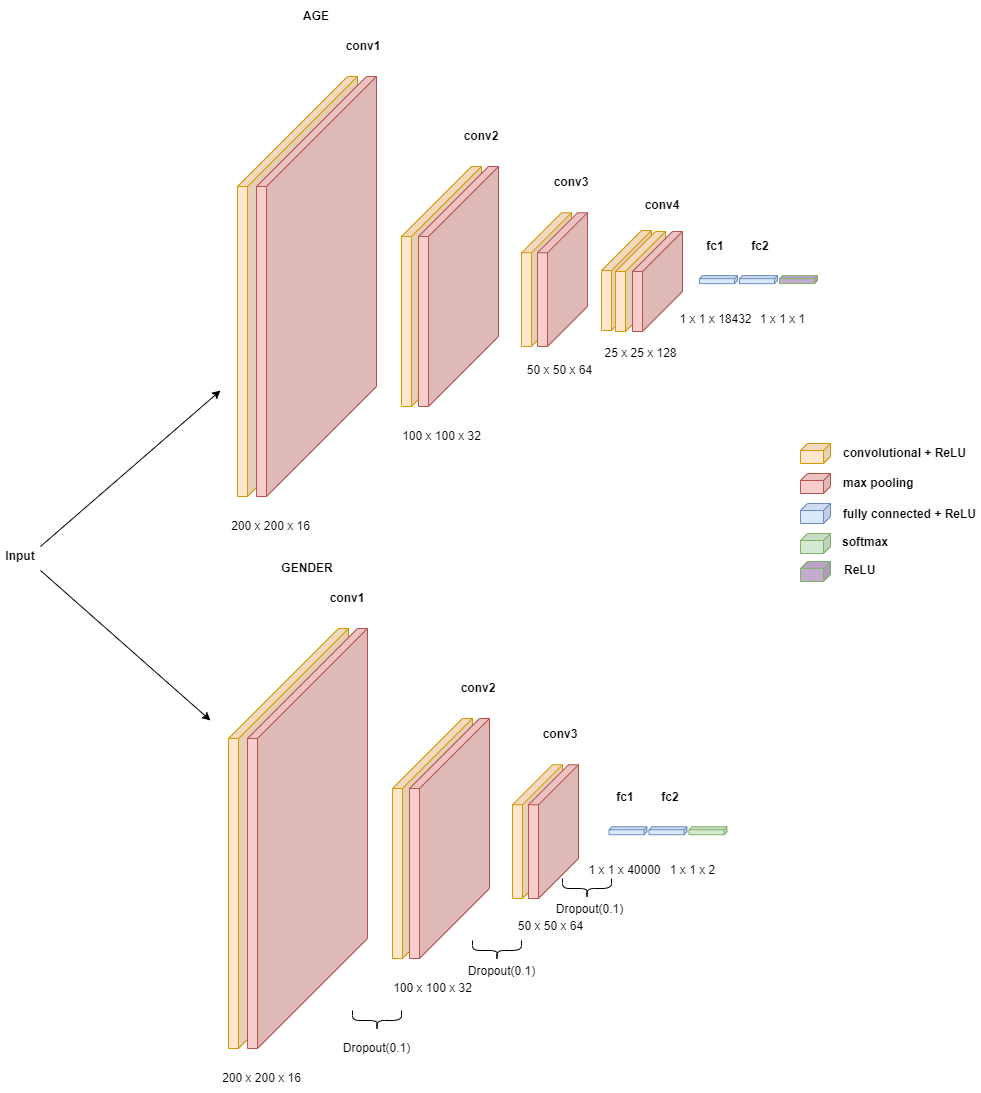 AGE
conv1
conv2
conv3
conv4
fc1 fc2
1 x 1 x 18432 1 x 1 x 1
25 x 25 x 128
50 x 50 x 64
100 x 100 x 32
200 x 200 x 16
convolutional + ReLU
max pooling
fully connected + ReLU
softmax
ReLU
Input
GENDER
conv1
conv2
conv3
fc1 fc2
1 x 1 x 40000 1 x 1 x 2
Dropout(0.1)
50 x 50 x 64
Dropout(0.1)
100 x 100 x 32
Dropout(0.1)
200 x 200 x 16